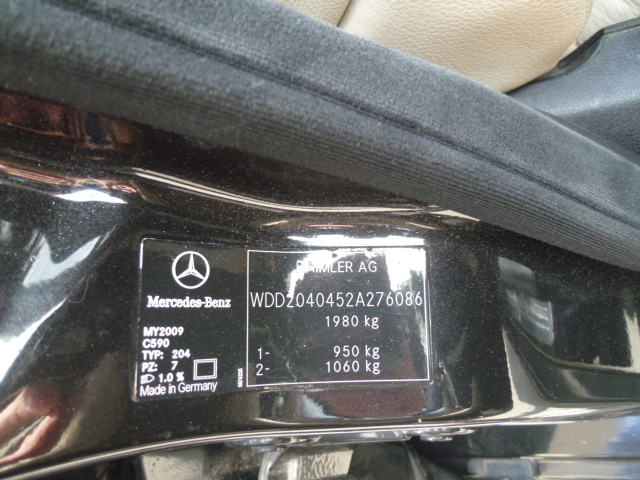 Mercedes-Benz
MY2009
C590
TYP: 204
PZ: 7
1.0 %
Made in Germany
DAIMLER AG
WDD2040452A276086
1980 kg
1- 950 kg
2- 1060 kg